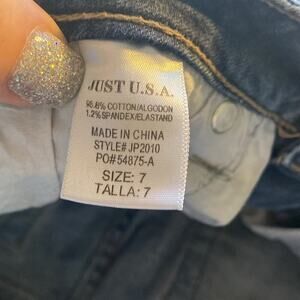 JUST U.S.A.
98.8% COTTON/ALGODON
1.2% SPANDEX/ELASTAND
MADE IN CHINA
STYLE# JP2010
PO# 54875-A
SIZE: 7
TALLA: 7